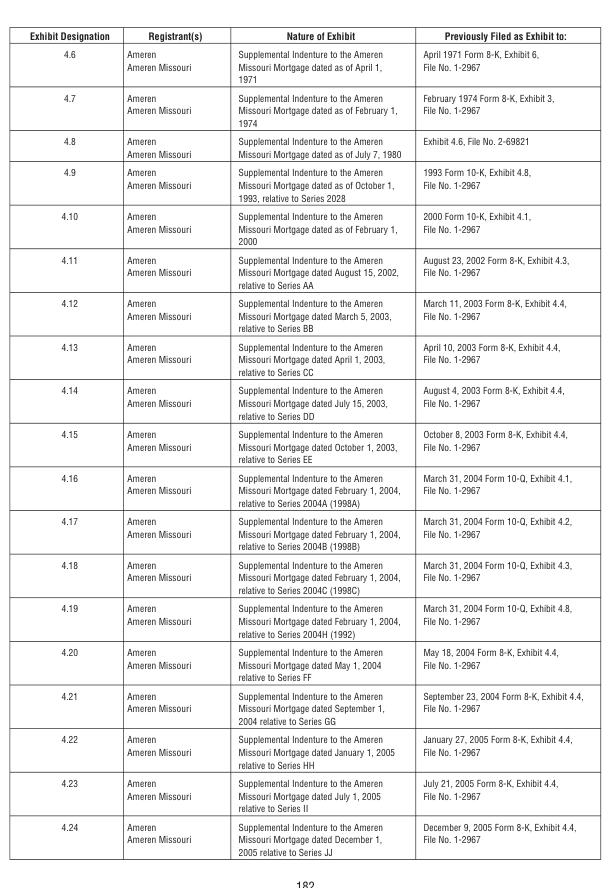 Exhibit Designation Registrant(s) Nature of Exhibit Previously Filed as Exhibit to:
4.6 Ameren Supplemental Indenture to the Ameren April 1971 Form 8-K, Exhibit 6,
Ameren Missouri Missouri Mortgage dated as of April 1, File No. 1-2967
1971
4.7 Ameren Supplemental Indenture to the Ameren February 1974 Form 8-K, Exhibit 3,
Ameren Missouri Missouri Mortgage dated as of February 1, File No. 1-2967
1974
4.8 Ameren Supplemental Indenture to the Ameren Exhibit 4.6, File No. 2-69821
Ameren Missouri Missouri Mortgage dated as of July 7, 1980
4.9 Ameren Supplemental Indenture to the Ameren 1993 Form 10-K, Exhibit 4.8,
Ameren Missouri Missouri Mortgage dated as of October 1, File No. 1-2967
1993, relative to Series 2028
4.10 Ameren Supplemental Indenture to the Ameren 2000 Form 10-K, Exhibit 4.1,
Ameren Missouri Missouri Mortgage dated as of February 1, File No. 1-2967
2000
4.11 Ameren Supplemental Indenture to the Ameren August 23, 2002 Form 8-K, Exhibit 4.3,
Ameren Missouri Missouri Mortgage dated August 15, 2002, File No. 1-2967
relative to Series AA
4.12 Ameren Supplemental Indenture to the Ameren March 11, 2003 Form 8-K, Exhibit 4.4,
Ameren Missouri Missouri Mortgage dated March 5, 2003, File No. 1-2967
relative to Series BB
4.13 Ameren Supplemental Indenture to the Ameren April 10, 2003 Form 8-K, Exhibit 4.4,
Ameren Missouri Missouri Mortgage dated April 1, 2003, File No. 1-2967
relative to Series CC
4.14 Ameren Supplemental Indenture to the Ameren August 4, 2003 Form 8-K, Exhibit 4.4,
Ameren Missouri Missouri Mortgage dated July 15, 2003, File No. 1-2967
relative to Series DD
4.15 Ameren Supplemental Indenture to the Ameren October 8, 2003 Form 8-K, Exhibit 4.4,
Ameren Missouri Missouri Mortgage dated October 1, 2003, File No. 1-2967
relative to Series EE
4.16 Ameren Supplemental Indenture to the Ameren March 31, 2004 Form 10-Q, Exhibit 4.1,
Ameren Missouri Missouri Mortgage dated February 1, 2004, File No. 1-2967
relative to Series 2004A (1998A)
4.17 Ameren Supplemental Indenture to the Ameren March 31, 2004 Form 10-Q, Exhibit 4.2,
Ameren Missouri Missouri Mortgage dated February 1, 2004, File No. 1-2967
relative to Series 2004B (1998B)
4.18 Ameren Supplemental Indenture to the Ameren March 31, 2004 Form 10-Q, Exhibit 4.3,
Ameren Missouri Missouri Mortgage dated February 1, 2004, File No. 1-2967
relative to Series 2004C (1998C)
4.19 Ameren Supplemental Indenture to the Ameren March 31, 2004 Form 10-Q, Exhibit 4.8,
Ameren Missouri Missouri Mortgage dated February 1, 2004, File No. 1-2967
relative to Series 2004H (1992)
4.20 Ameren Supplemental Indenture to the Ameren May 18, 2004 Form 8-K, Exhibit 4.4,
Ameren Missouri Missouri Mortgage dated May 1, 2004 File No. 1-2967
relative to Series FF
4.21 Ameren Supplemental Indenture to the Ameren September 23, 2004 Form 8-K, Exhibit 4.4,
Ameren Missouri Missouri Mortgage dated September 1, File No. 1-2967
2004 relative to Series GG
4.22 Ameren Supplemental Indenture to the Ameren January 27, 2005 Form 8-K, Exhibit 4.4,
Ameren Missouri Missouri Mortgage dated January 1, 2005 File No. 1-2967
relative to Series HH
4.23 Ameren Supplemental Indenture to the Ameren July 21, 2005 Form 8-K, Exhibit 4.4,
Ameren Missouri Missouri Mortgage dated July 1, 2005 File No. 1-2967
relative to Series II
4.24 Ameren Supplemental Indenture to the Ameren December 9, 2005 Form 8-K, Exhibit 4.4,
Ameren Missouri Missouri Mortgage dated December 1, File No. 1-2967
2005 relative to Series JJ
182